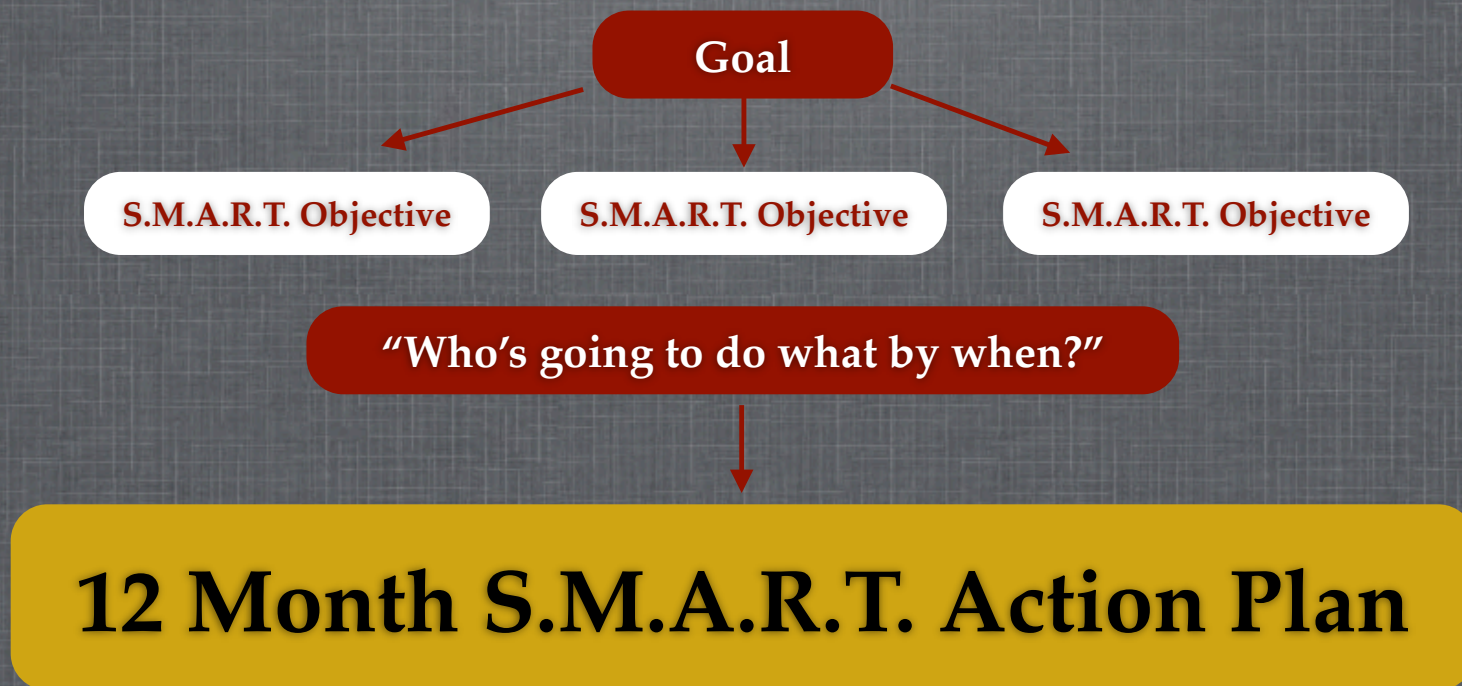 Goal
S.M.A.R.T. Objective
S.M.A.R.T. Objective
S.M.A.R.T. Objective
“Who’s going to do what by when?”
12 Month S.M.A.R.T. Action Plan